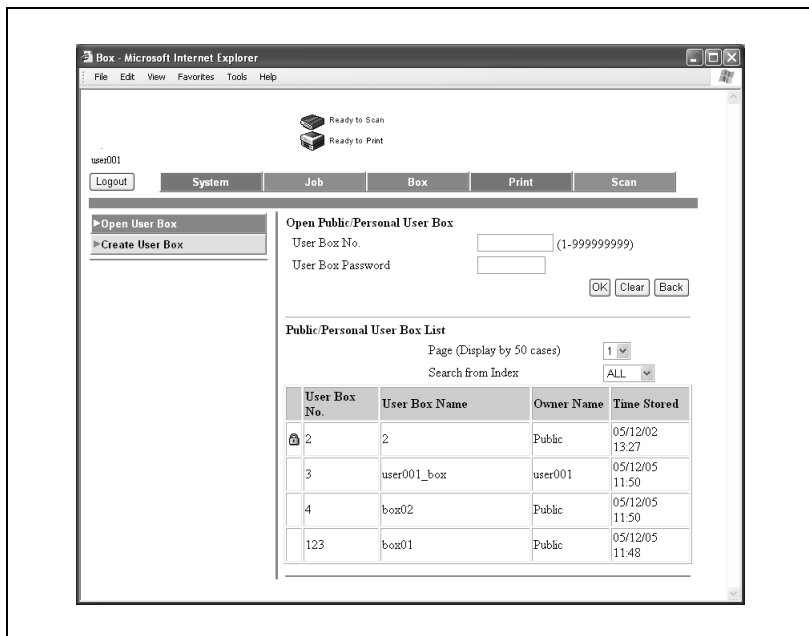 Box - Microsoft Internet Explorer
File Edit View Favorites Tools Help
Ready to Scan
Ready to Print
user001
Logout System Job Box Print Scan
Open User Box
Create User Box
Open Public/Personal User Box
User Box No. (1-999999999)
User Box Password
OK Clear Back
Public/Personal User Box List
Page (Display by 50 cases) 1
Search from Index ALL
User Box No. User Box Name Owner Name Time Stored
2 2 Public 05/12/02 13:27
3 user001_box user001 05/12/05 11:50
4 box02 Public 05/12/05 11:50
123 box01 Public 05/12/05 11:48